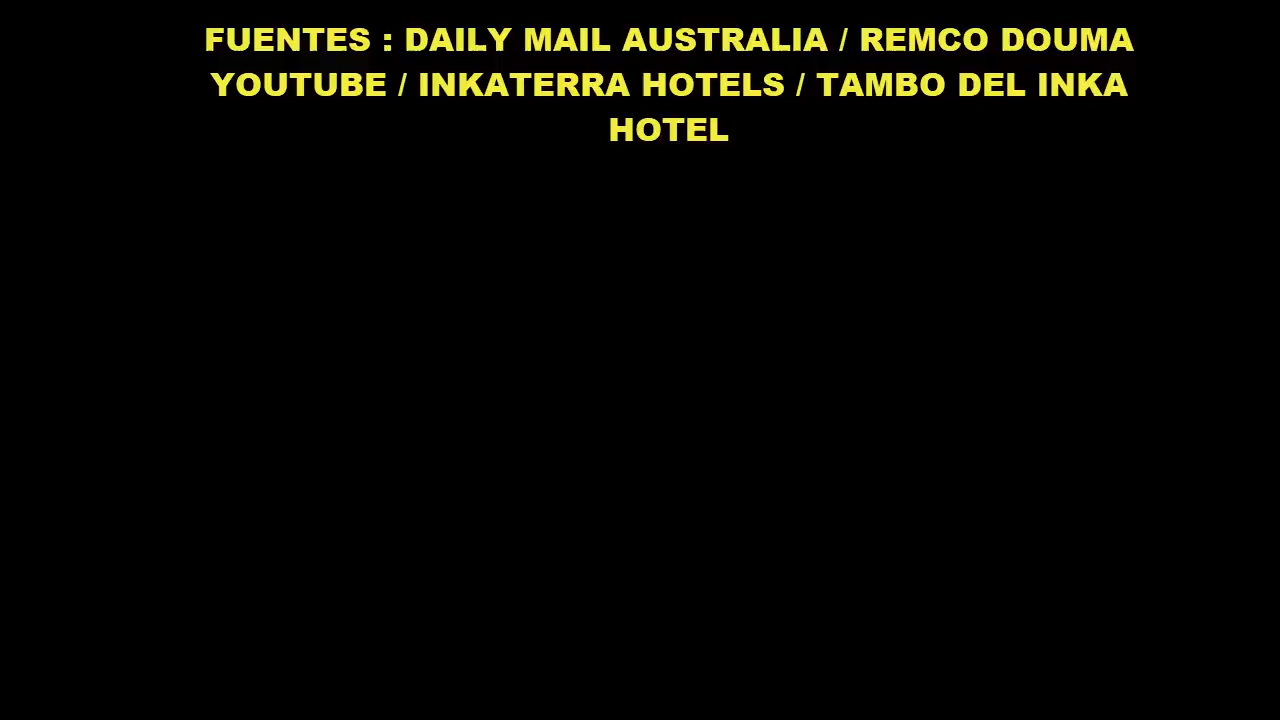 FUENTES : DAILY MAIL AUSTRALIA / REMCO DOUMA
YOUTUBE / INKATERRA HOTELS / TAMBO DEL INKA
HOTEL